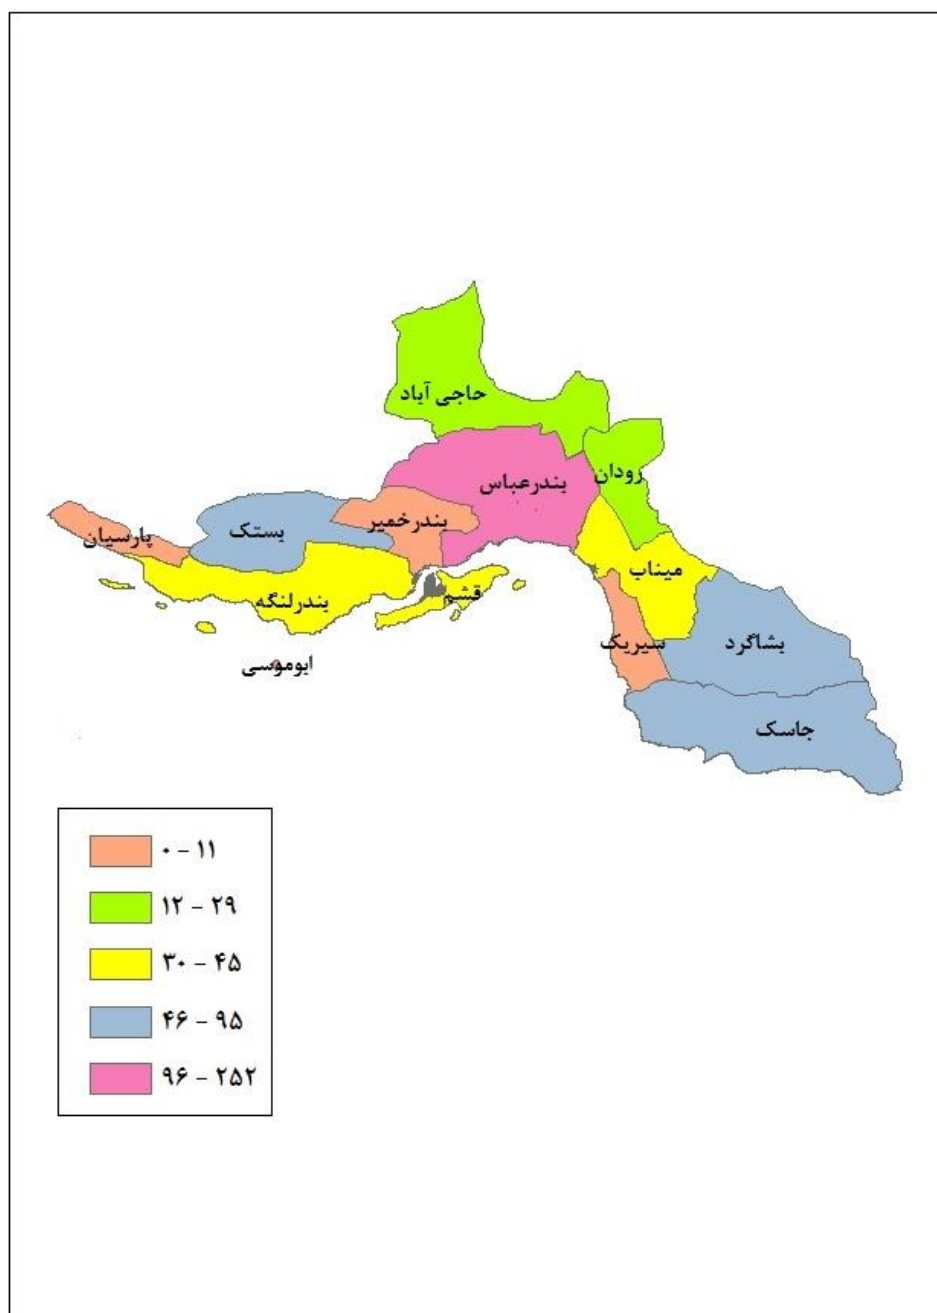 حاجی آباد
رودان
بندرعباس
بندرخمیر
بستک
پارسیان
میناب
قشم
بندرلنگه
بشاگرد
سیریک
ابوموسی
جاسک
۰ - ۱۱
۱۲ - ۲۹
۳۰ - ۴۵
۴۶ - ۹۵
۹۶ - ۲۵۲